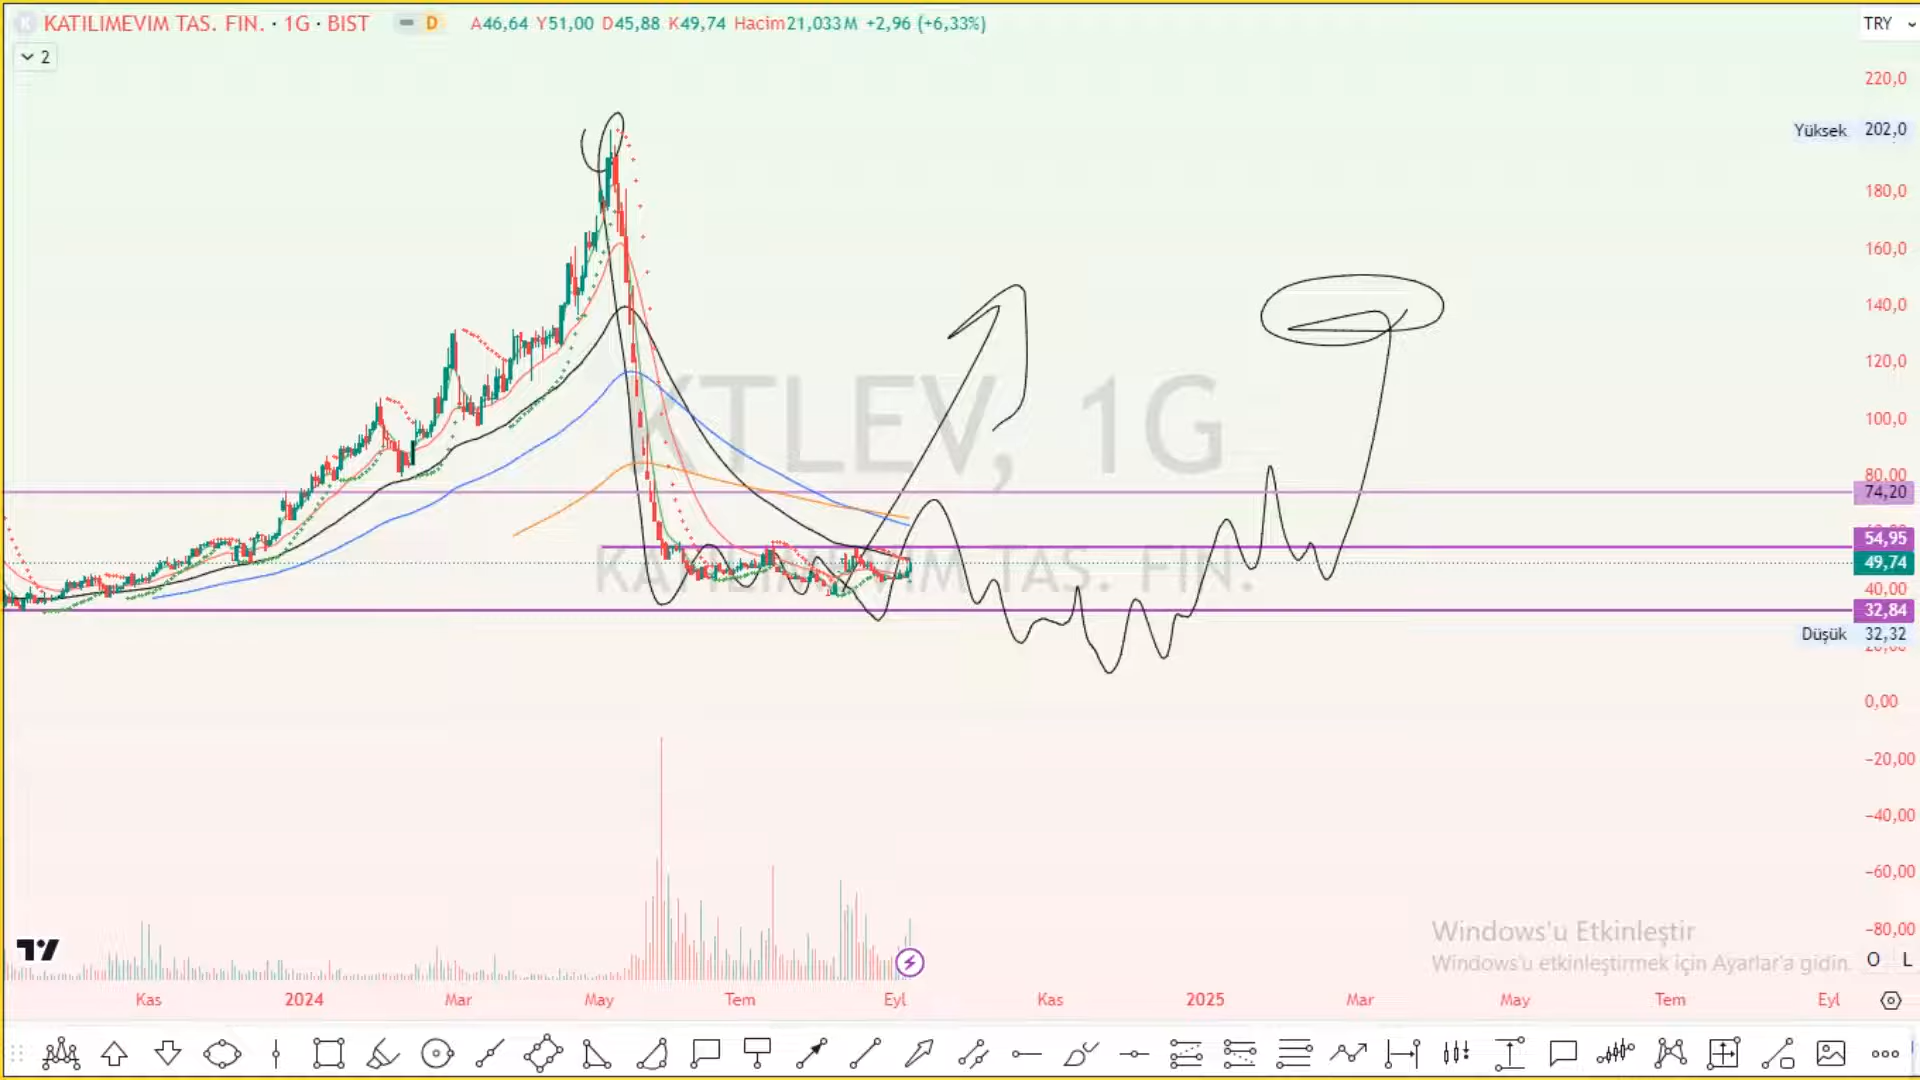 KATILIMEVIM TAS. FIN. · 1G · BIST D A46,64 Y51,00 D45,88 K49,74 Hacim21,033M +2,96 (+6,33%)
TRY
2
220,0
Yüksek 202,0
180,0
160,0
140,0
120,0
100,0
80,00
74,20
54,95
49,74
40,00
32,84
Düşük 32,32
0,00
−20,00
−40,00
−60,00
−80,00
KTLEV, 1G
KATILIMEVIM TAS. FIN.
Windows'u Etkinleştir
Windows'u etkinleştirmek için Ayarlar'a gidin.
O L
Kas 2024 Mar May Tem Eyl Kas 2025 Mar May Tem Eyl